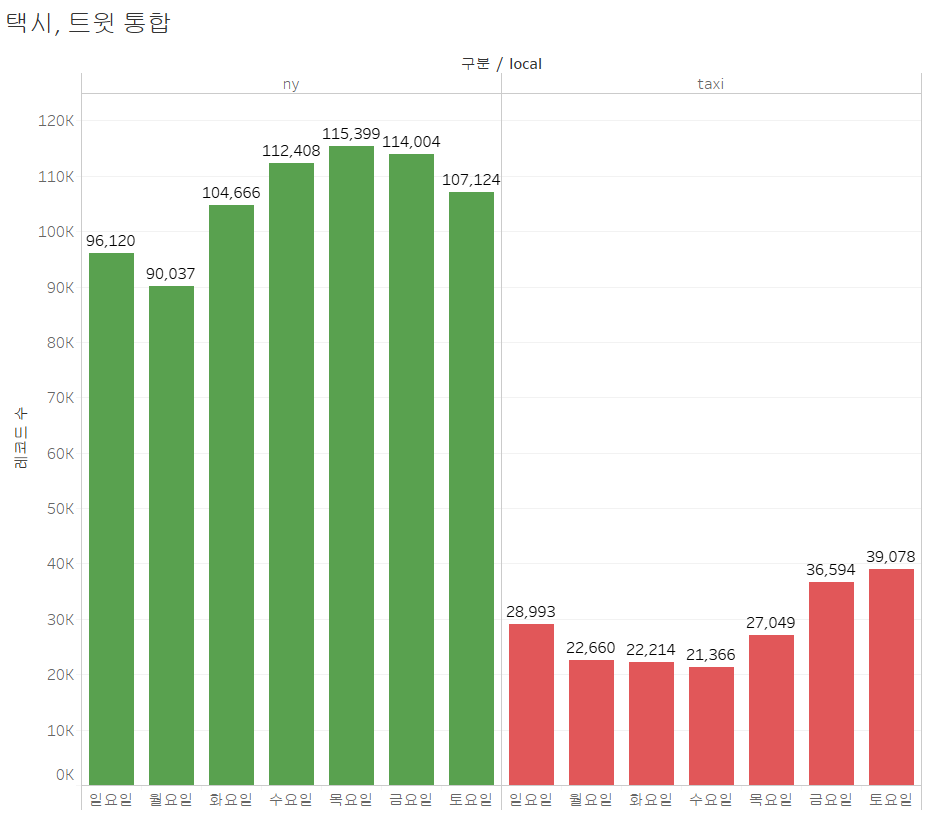 택시, 트윗 통합
구분 / local
ny
taxi
레코드 수
120K
110K
100K
90K
80K
70K
60K
50K
40K
30K
20K
10K
0K
96,120
90,037
104,666
112,408
115,399
114,004
107,124
28,993
22,660
22,214
21,366
27,049
36,594
39,078
일요일 월요일 화요일 수요일 목요일 금요일 토요일 일요일 월요일 화요일 수요일 목요일 금요일 토요일